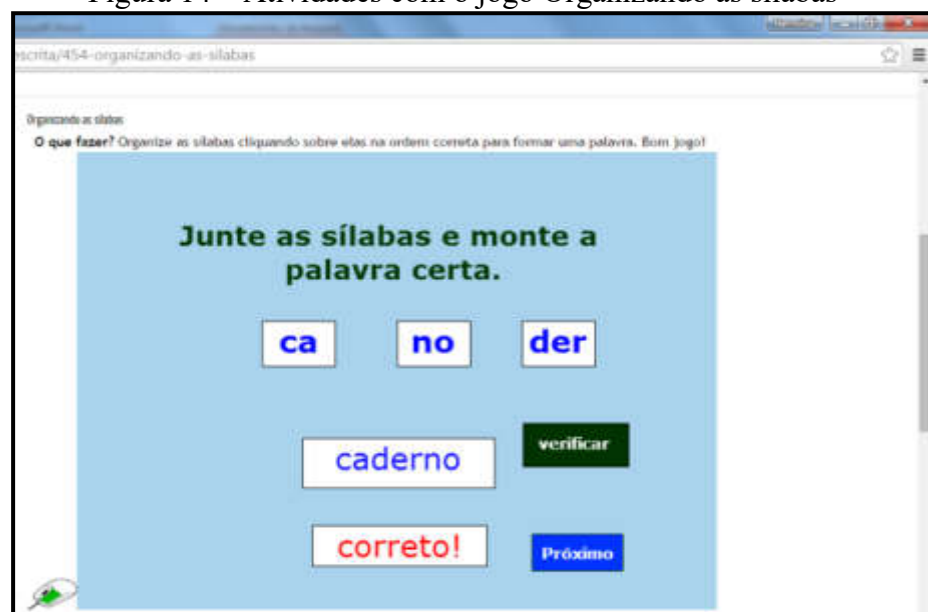 Figura 14 – Atividades com o jogo Organizando as sílabas
escrita/454-organizando-as-silabas
Organizando as sílabas
O que fazer? Organize as sílabas cliquando sobre elas na ordem correta para formar uma palavra. Bom jogo!
Junte as sílabas e monte a
palavra certa.
ca no der
caderno verificar
correto! Próximo